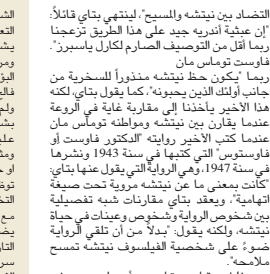 التضاد بين نيتشه والمسيح"، لينتهي بتاي قائلاً:
"إن عبثية أندريه جيد على هذا الطريق تزعجنا
ربما أقل من التوصيف الصارم لكارل ياسبرز".
فاوست توماس مان
ربما "يكون حظ نيتشه منذوراً للسخرية من
جانب أولئك الذين يحبونه"، كما يقول بتاي، لكنه
هذا الأخير يأخذنا إلى مقاربة غاية في الروعة
عندما يقارن بين نيتشه ومواطنه توماس مان
عندما كتب الأخير روايته "الدكتور فاوست أو
فاوستوس" التي كتبها في سنة 1943 ونشرها
في سنة 1947، وهي الرواية التي يقول عنها بتاي:
"كانت بمعنى ما عن نيتشه مروية تحت صيغة
اتهامية". ويعقد بتاي مقارنات شبه تفصيلية
بين شخوص الرواية وشخوص وعينات في حياة
نيتشه، ولكنه يقول: "بدلاً من أن تلقي الرواية
ضوءً على شخصية الفيلسوف نيتشه تمسح
ملامحه".